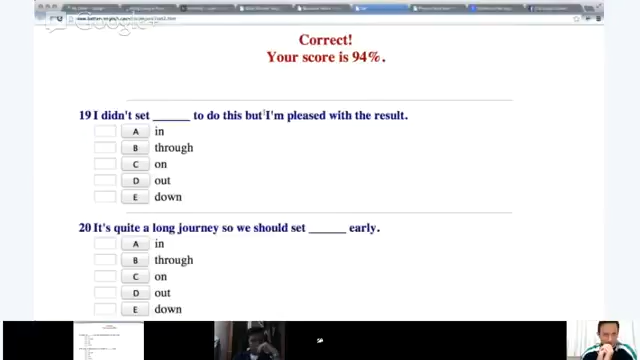 Correct!
Your score is 94%.
19 I didn't set ______ to do this but I'm pleased with the result.
A in
B through
C on
D out
E down
20 It's quite a long journey so we should set ______ early.
A in
B through
C on
D out
E down